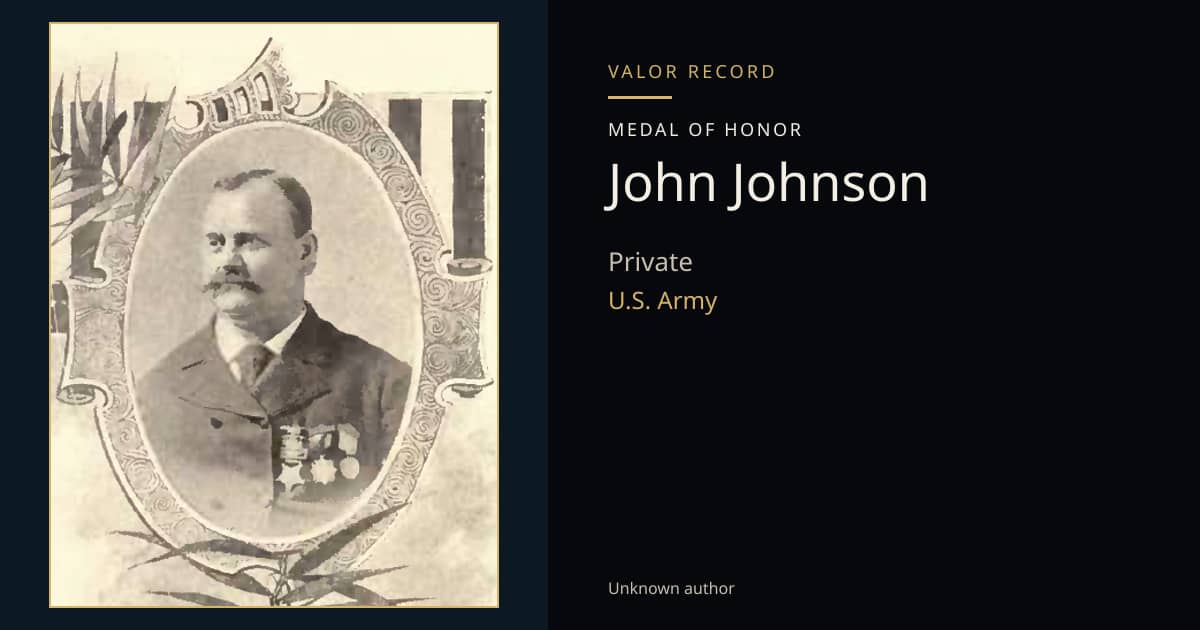 VALOR RECORD
MEDAL OF HONOR
John Johnson
Private
U.S. Army
Unknown author